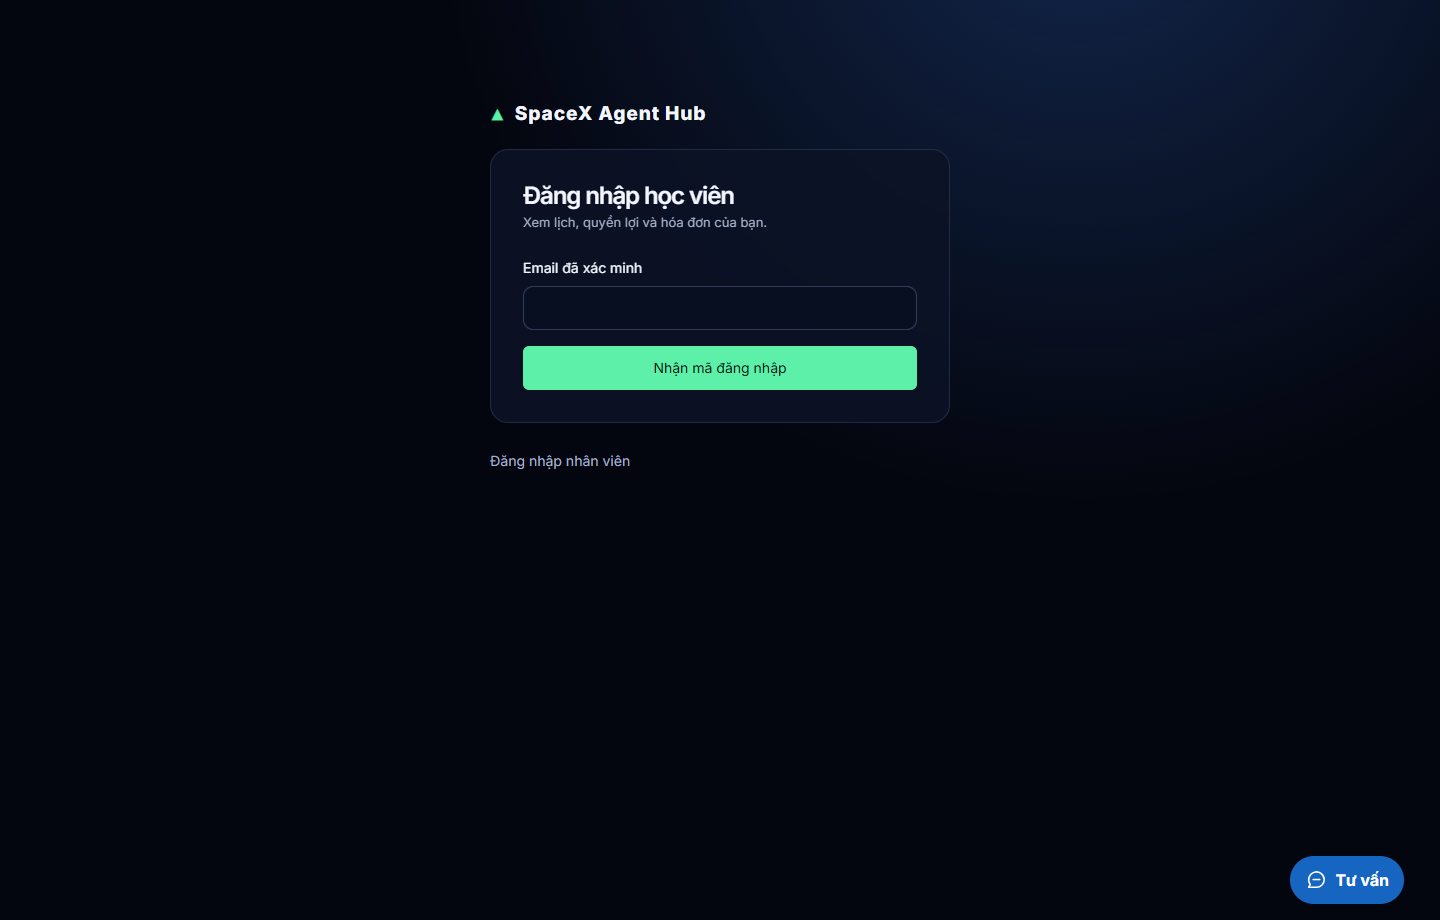 SpaceX Agent Hub
Đăng nhập học viên
Xem lịch, quyền lợi và hóa đơn của bạn.
Email đã xác minh
Nhận mã đăng nhập
Đăng nhập nhân viên
Tư vấn